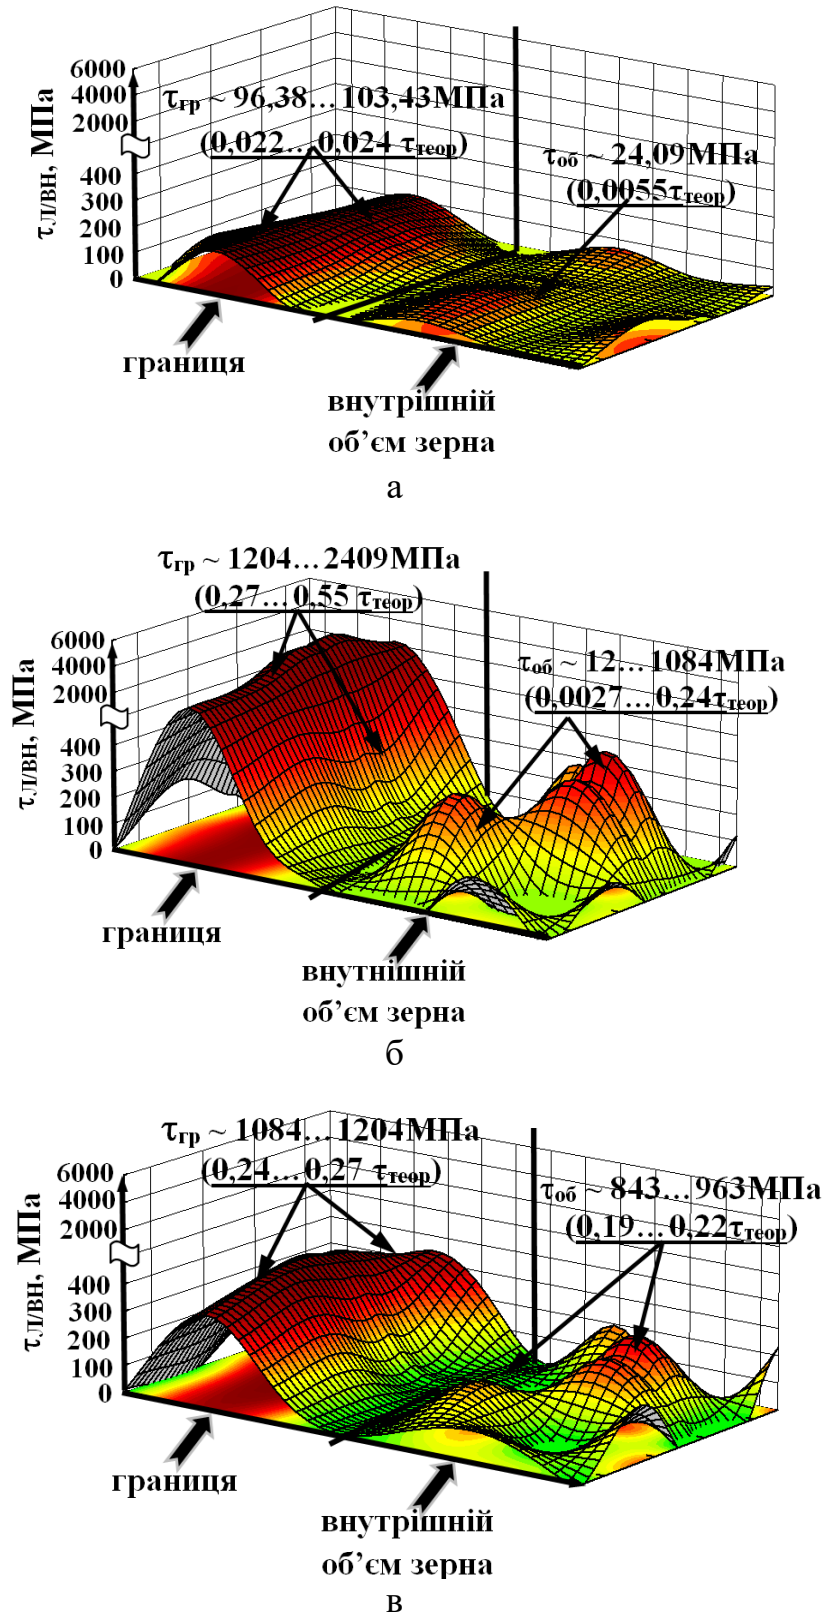 6000
4000
2000
400
300
200
100
0
τЛ/ВН, МПа
τгр ~ 96,38... 103,43МПа
(0,022... 0,024 τтеор)
τоб ~ 24,09МПа
(0,0055τтеор)
границя
внутрішній
об’єм зерна
а
6000
4000
2000
400
300
200
100
0
τЛ/ВН, МПа
τгр ~ 1204... 2409МПа
(0,27... 0,55 τтеор)
τоб ~ 12... 1084МПа
(0,0027... 0,24τтеор)
границя
внутнішній
об’єм зерна
б
6000
4000
2000
400
300
200
100
0
τЛ/ВН, МПа
τгр ~ 1084... 1204МПа
(0,24... 0,27 τтеор)
τоб ~ 843... 963МПа
(0,19... 0,22τтеор)
границя
внутрішній
об’єм зерна
в